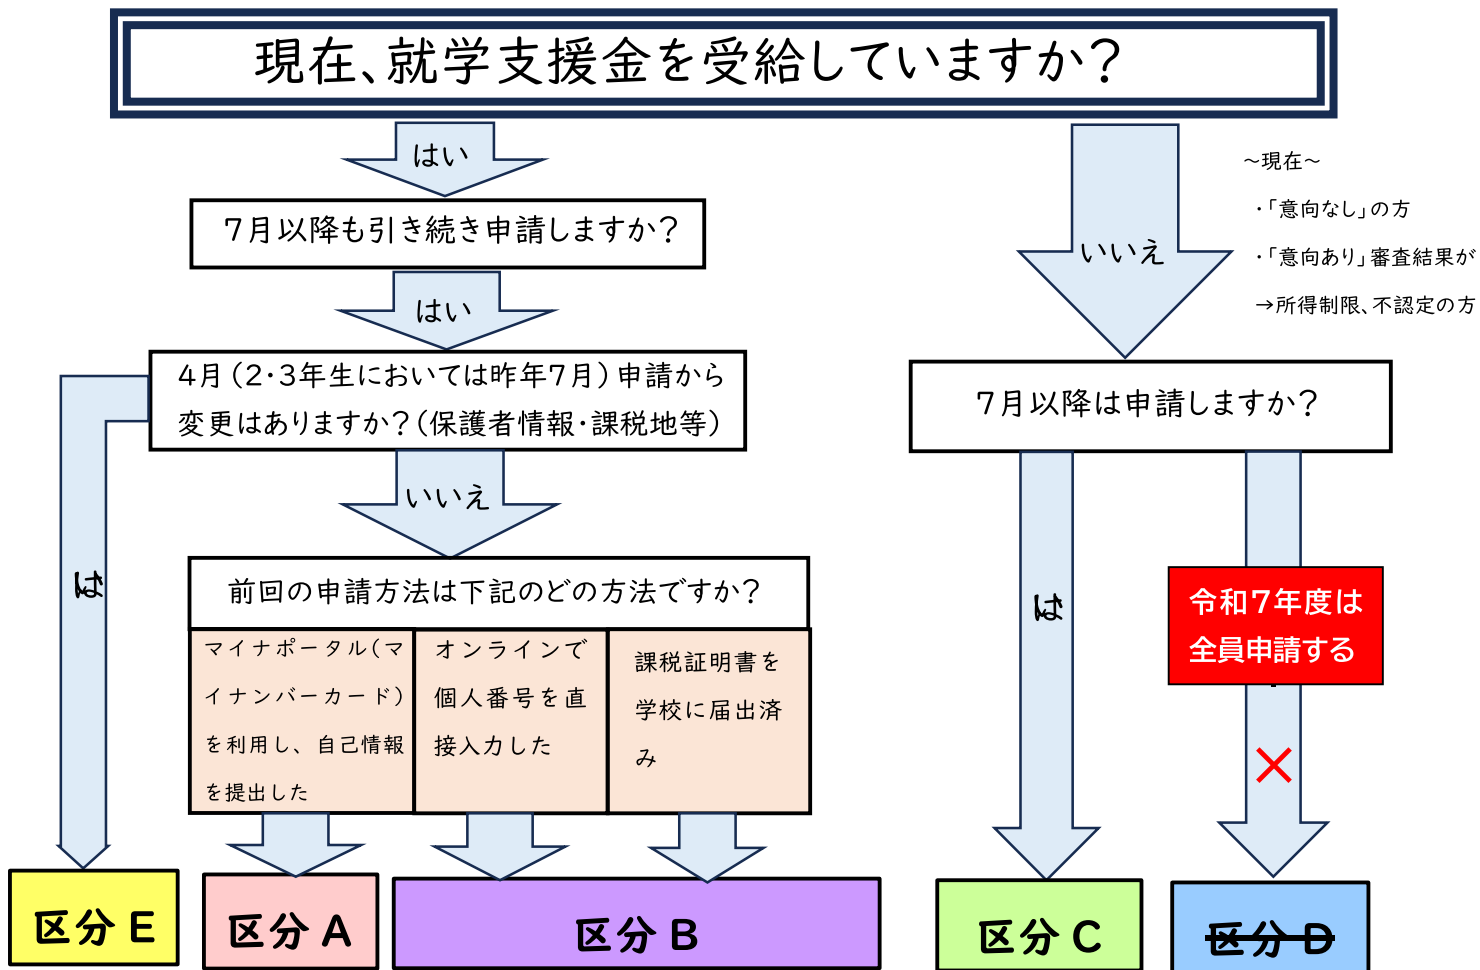 現在、就学支援金を受給していますか？
はい
いいえ
～現在～
・「意向なし」の方
・「意向あり」審査結果が
→所得制限、不認定の方
7月以降も引き続き申請しますか？
はい
4月（2・3年生においては昨年7月）申請から
変更はありますか？（保護者情報・課税地等）
7月以降は申請しますか？
いいえ
は
は
前回の申請方法は下記のどの方法ですか？
マイナポータル（マ
イナンバーカード）
を利用し、自己情報
を提出した
オンラインで
個人番号を直
接入力した
課税証明書を
学校に届出済
み
令和7年度は
全員申請する
区分 E
区分 A
区分 B
区分 C
区分 D